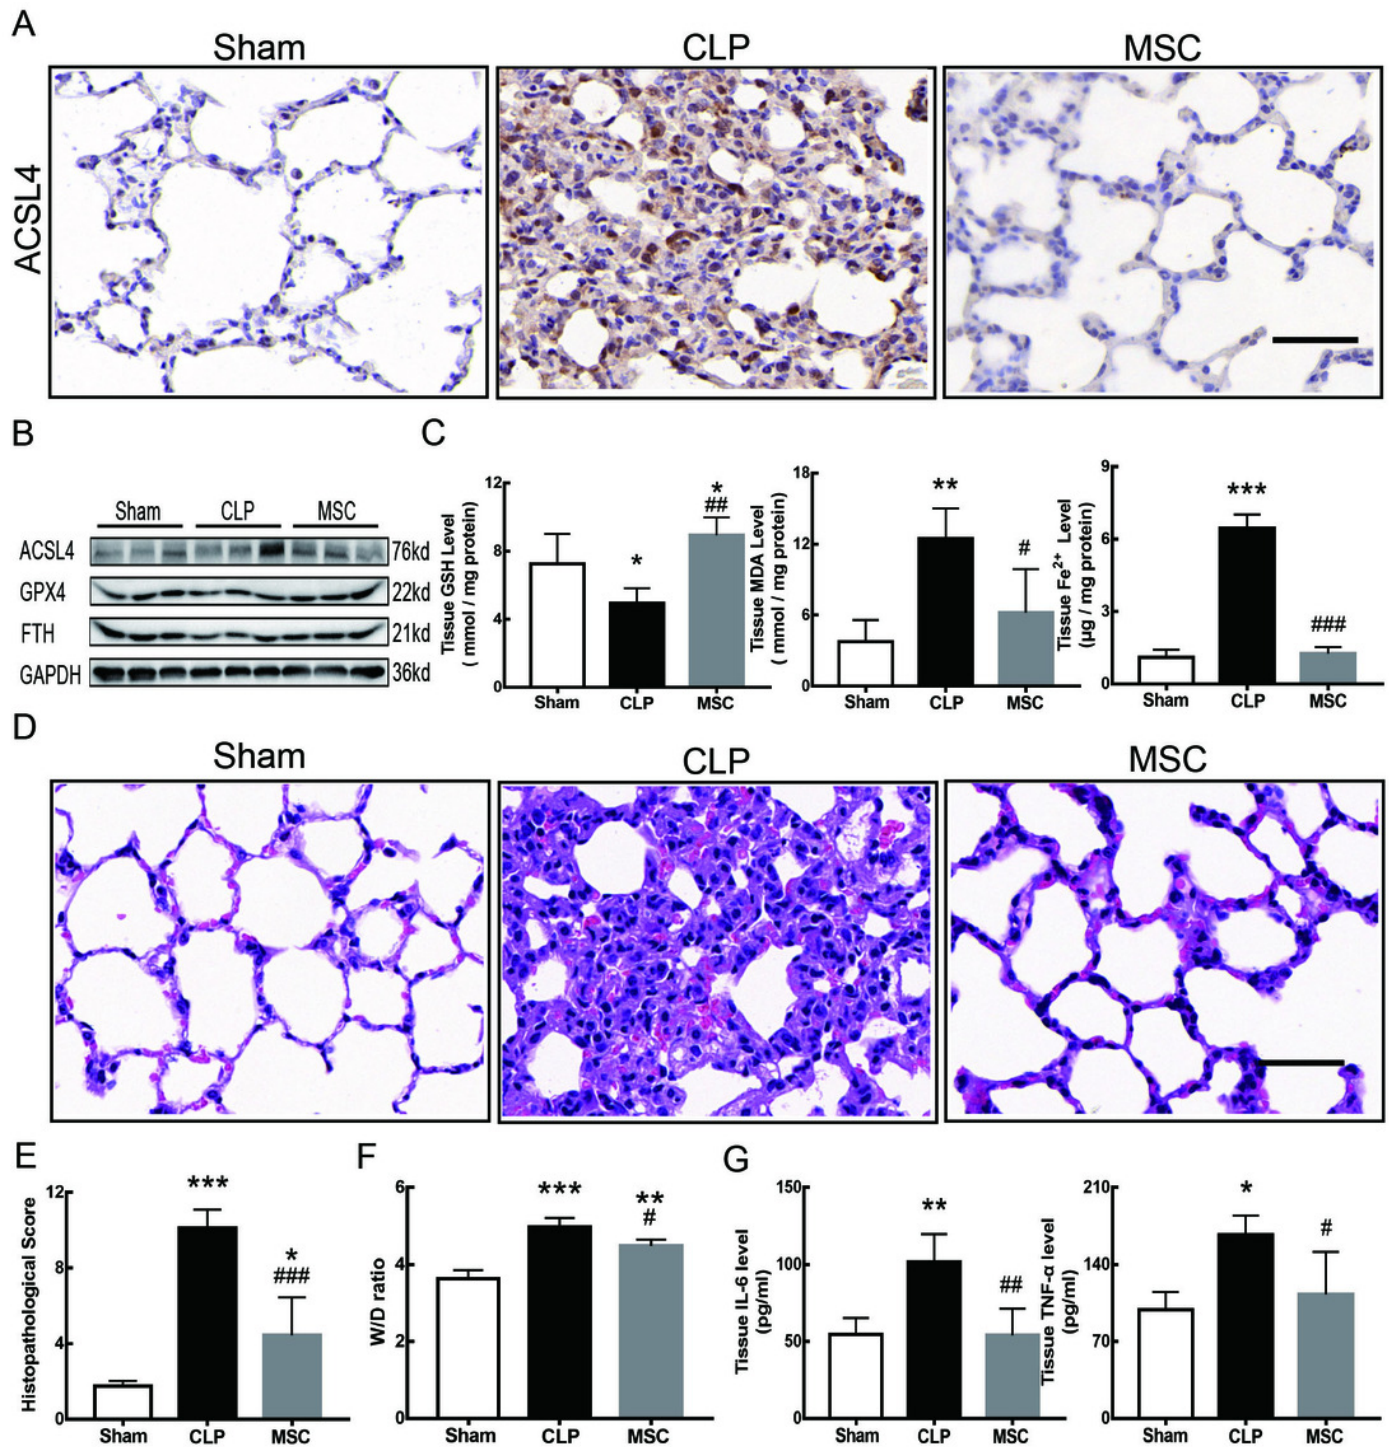 A
Sham CLP MSC
ACSL4
B
Sham CLP MSC
ACSL4 76kd
GPX4 22kd
FTH 21kd
GAPDH 36kd
C
Tissue GSH Level
( mmol / mg protein)
12
8
4
0
*
*
##
Sham CLP MSC
Tissue MDA Level
( mmol / mg protein)
18
12
6
0
**
#
Sham CLP MSC
Tissue Fe2+ Level
(µg / mg protein)
9
6
3
0
***
###
Sham CLP MSC
D
Sham CLP MSC
E
Histopathological Score
12
8
4
0
***
*
###
Sham CLP MSC
F
W/D ratio
6
4
2
0
***
**
#
Sham CLP MSC
G
Tissue IL-6 level
(pg/ml)
150
100
50
0
**
##
Sham CLP MSC
Tissue TNF-α level
(pg/ml)
210
140
70
0
*
#
Sham CLP MSC